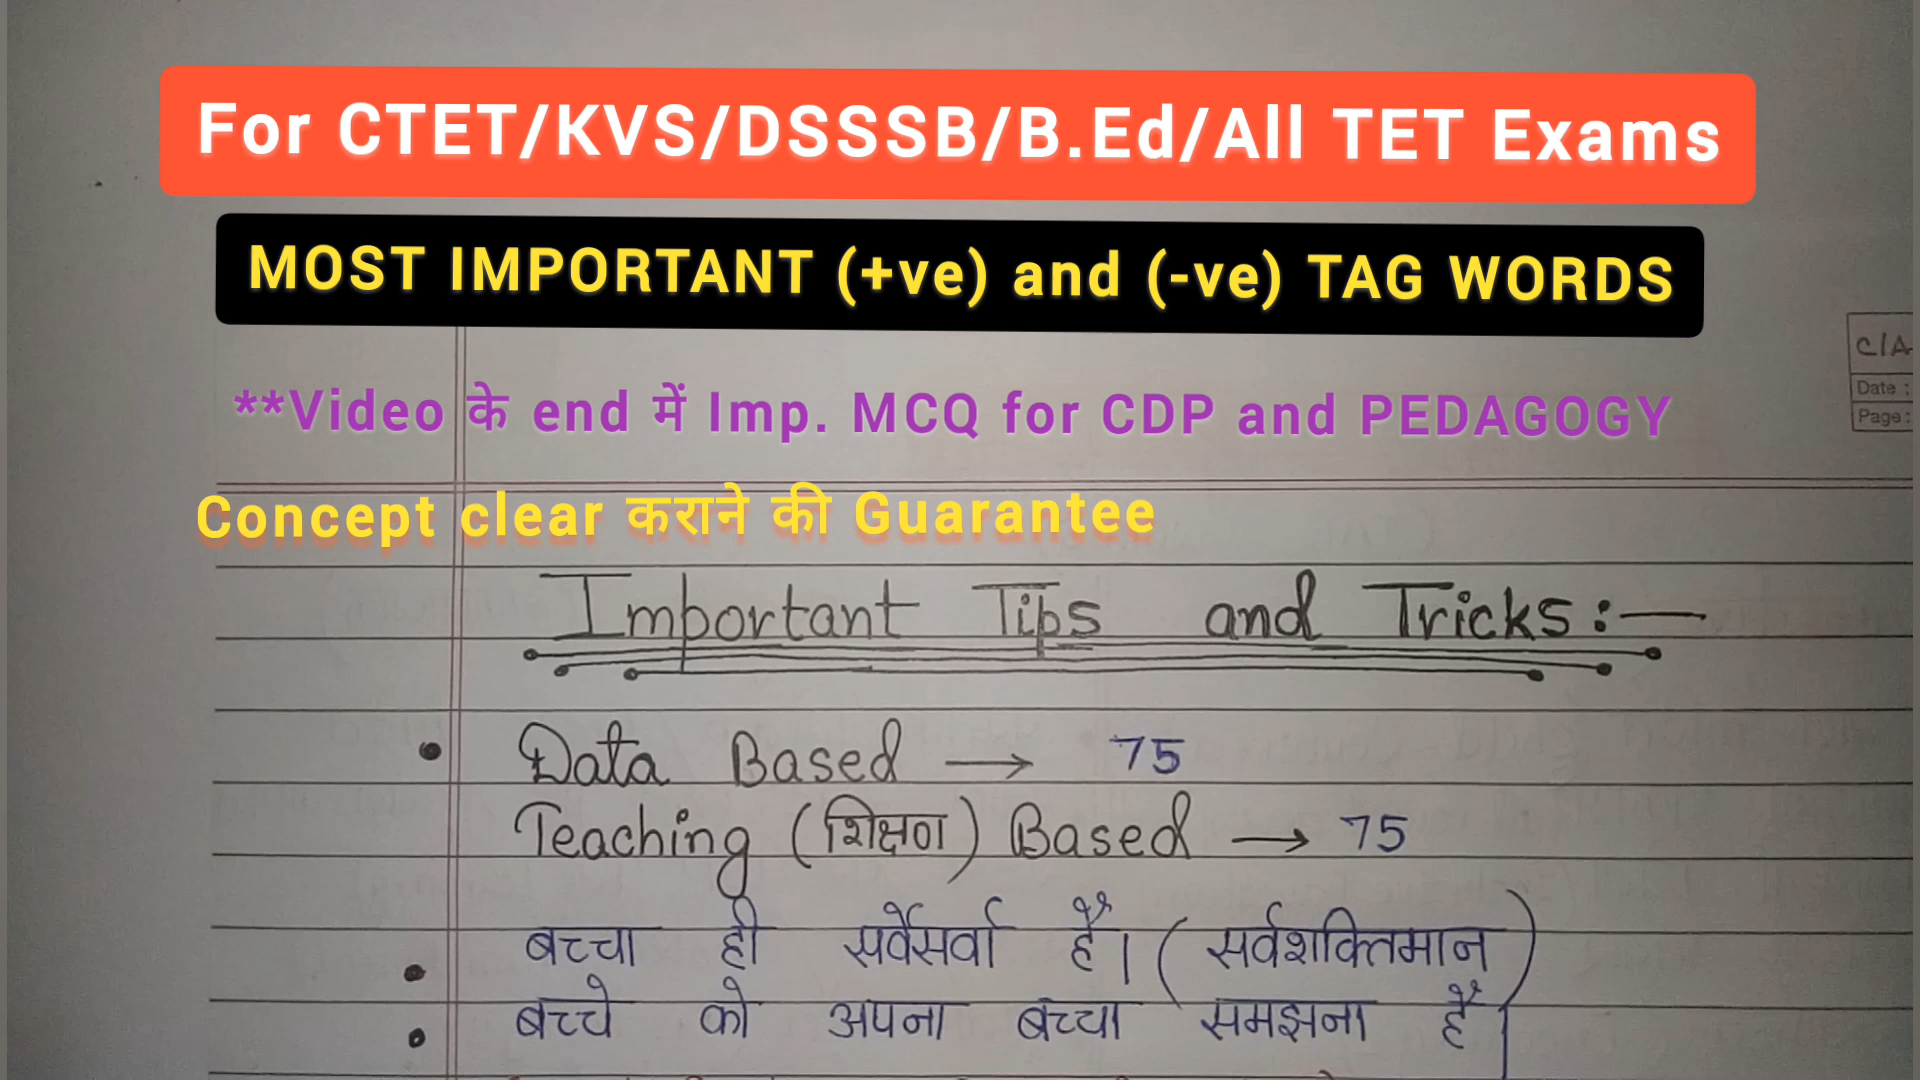 For CTET/KVS/DSSSB/B.Ed/All TET Exams
MOST IMPORTANT (+ve) and (-ve) TAG WORDS
C/A
Date :
Page :
**Video के end में Imp. MCQ for CDP and PEDAGOGY
Concept clear कराने की Guarantee
Important Tips and Tricks:—
• Data Based → 75
Teaching (शिक्षण) Based → 75
• बच्चा ही सर्वेसर्वा है। (सर्वशक्तिमान)
• बच्चे को अपना बच्चा समझना है।